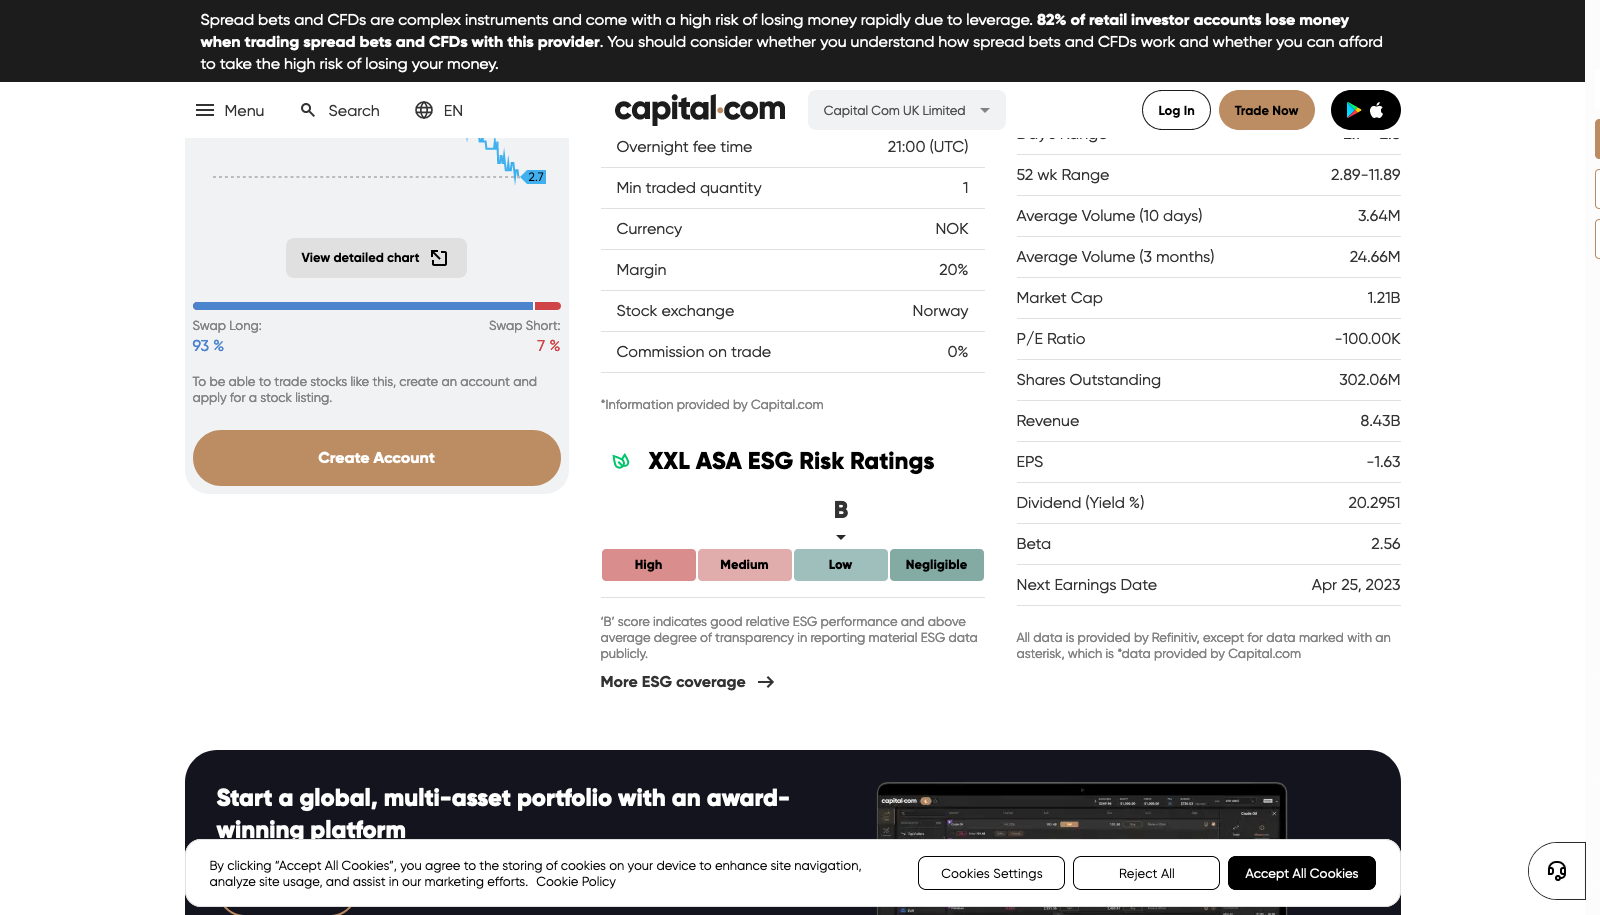 Spread bets and CFDs are complex instruments and come with a high risk of losing money rapidly due to leverage. 82% of retail investor accounts lose money
when trading spread bets and CFDs with this provider. You should consider whether you understand how spread bets and CFDs work and whether you can afford
to take the high risk of losing your money.
Menu
Search
EN
capital.com
Capital Com UK Limited
Log In
Trade Now
2.7
View detailed chart
Swap Long:
Swap Short:
93 %
7 %
To be able to trade stocks like this, create an account and
apply for a stock listing.
Create Account
Overnight fee time 21:00 (UTC)
Min traded quantity 1
Currency NOK
Margin 20%
Stock exchange Norway
Commission on trade 0%
*Information provided by Capital.com
XXL ASA ESG Risk Ratings
B
High
Medium
Low
Negligible
‘B’ score indicates good relative ESG performance and above
average degree of transparency in reporting material ESG data
publicly.
More ESG coverage
52 wk Range 2.89-11.89
Average Volume (10 days) 3.64M
Average Volume (3 months) 24.66M
Market Cap 1.21B
P/E Ratio -100.00K
Shares Outstanding 302.06M
Revenue 8.43B
EPS -1.63
Dividend (Yield %) 20.2951
Beta 2.56
Next Earnings Date Apr 25, 2023
All data is provided by Refinitiv, except for data marked with an
asterisk, which is *data provided by Capital.com
Start a global, multi-asset portfolio with an award-
winning platform
capital.com
Crude Oil
By clicking “Accept All Cookies”, you agree to the storing of cookies on your device to enhance site navigation,
analyze site usage, and assist in our marketing efforts. Cookie Policy
Cookies Settings
Reject All
Accept All Cookies